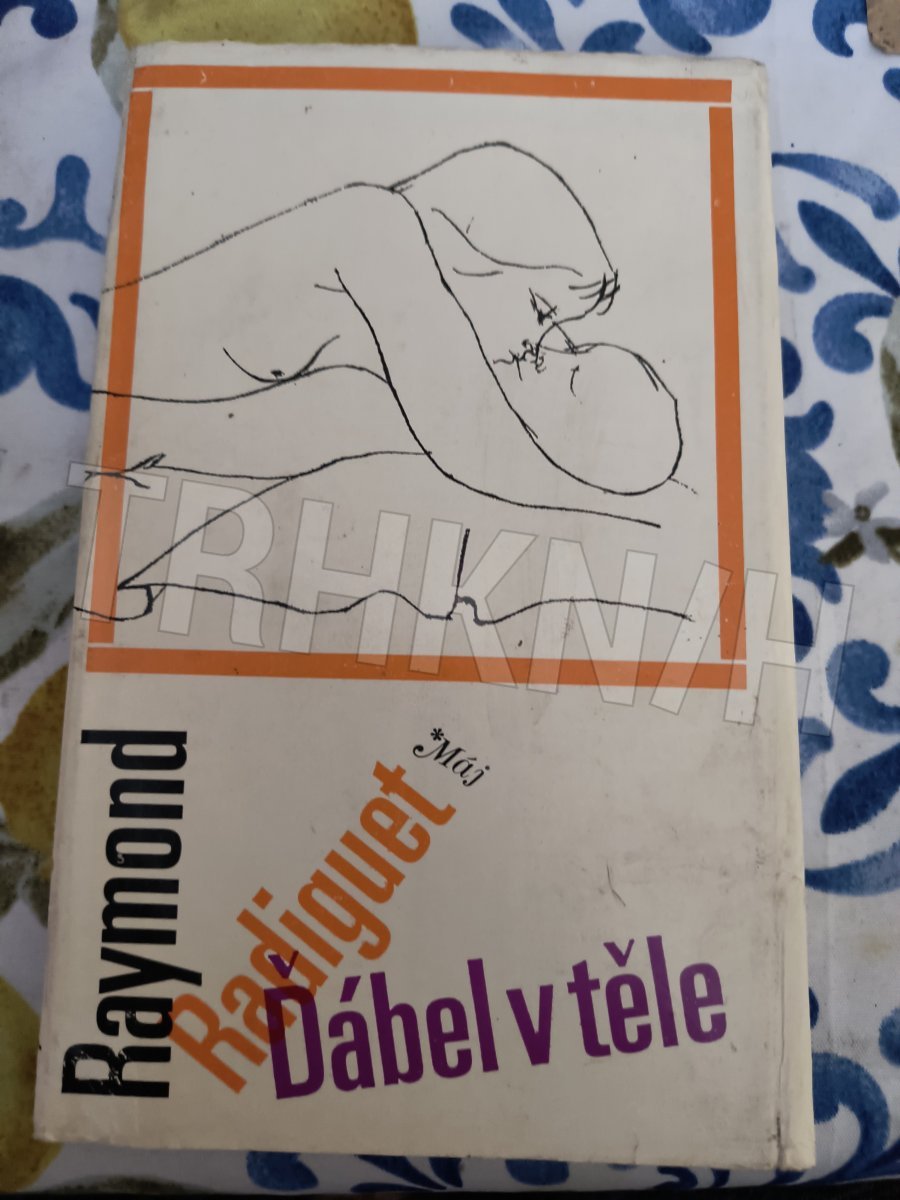 TRHKNIH
*Máj
Raymond
Radiguet
Ďábel v těle